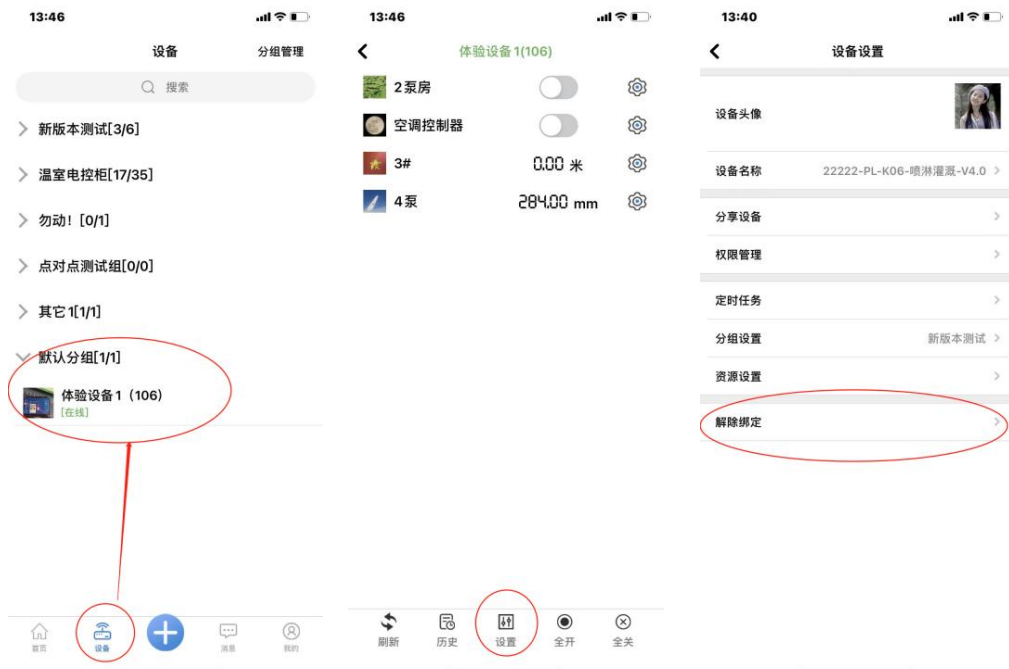 13:46
设备
分组管理
搜索
新版本测试[3/6]
温室电控柜[17/35]
勿动！[0/1]
点对点测试组[0/0]
其它1[1/1]
默认分组[1/1]
体验设备1（106）
[在线]
首页
设备
消息
我的
13:46
体验设备1(106)
2泵房
空调控制器
3#
0.00 米
4泵
284.00 mm
刷新
历史
设置
全开
全关
13:40
设备设置
设备头像
设备名称
22222-PL-K06-喷淋灌溉-V4.0
分享设备
权限管理
定时任务
分组设置
新版本测试
资源设置
解除绑定